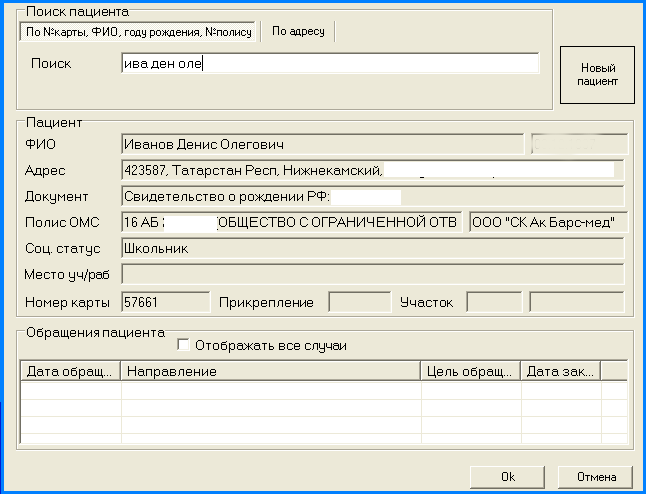 Поиск пациента
По №карты, ФИО, году рождения, №полису
По адресу
Поиск
ива ден оле
Новый
пациент
Пациент
ФИО Иванов Денис Олегович
Адрес 423587, Татарстан Респ, Нижнекамский,
Документ Свидетельство о рождении РФ:
Полис ОМС 16 АБ ОБЩЕСТВО С ОГРАНИЧЕННОЙ ОТВ ООО "СК Ак Барс-мед"
Соц. статус Школьник
Место уч/раб
Номер карты 57661 Прикрепление Участок
Обращения пациента
Отображать все случаи
Дата обращ... Направление Цель обращ... Дата зак...
Ok Отмена